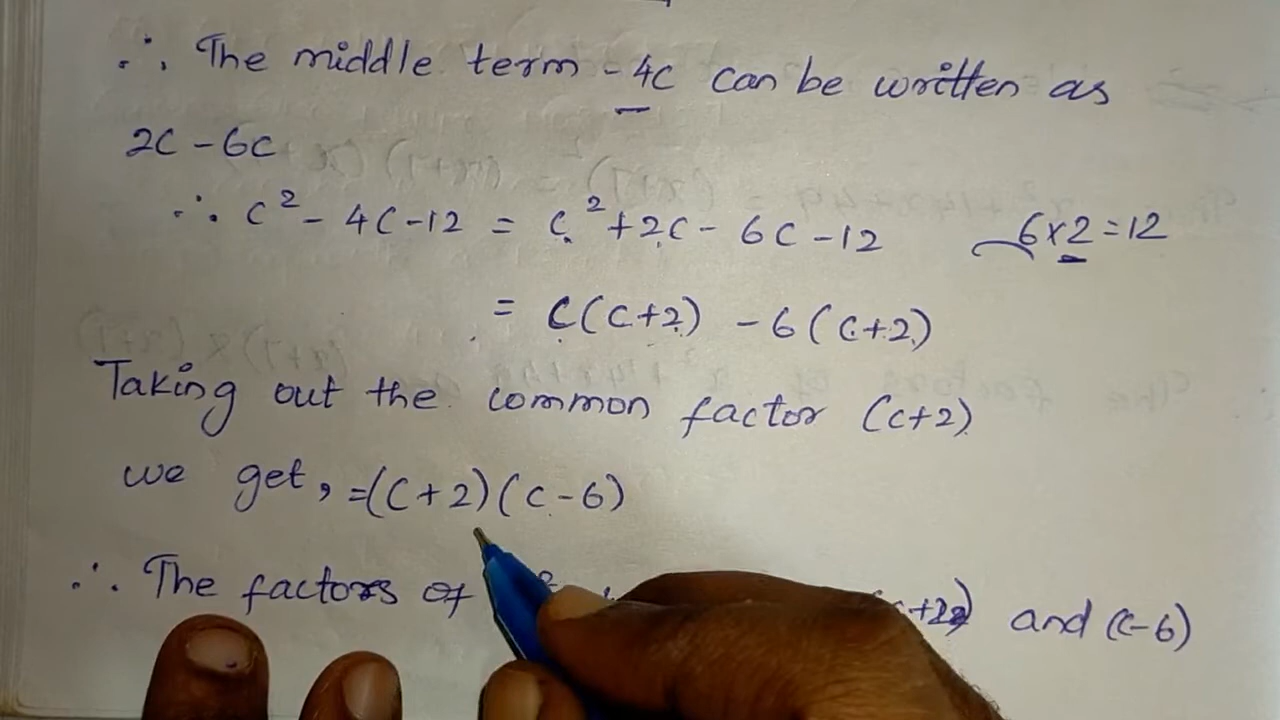 ∴ The middle term - 4c can be written as
2c - 6c
∴ c² - 4c - 12 = c² + 2c - 6c - 12 6×2=12
= c(c+2) - 6(c+2)
Taking out the common factor (c+2)
we get, =(c+2)(c-6)
∴ The factors of and (c-6)